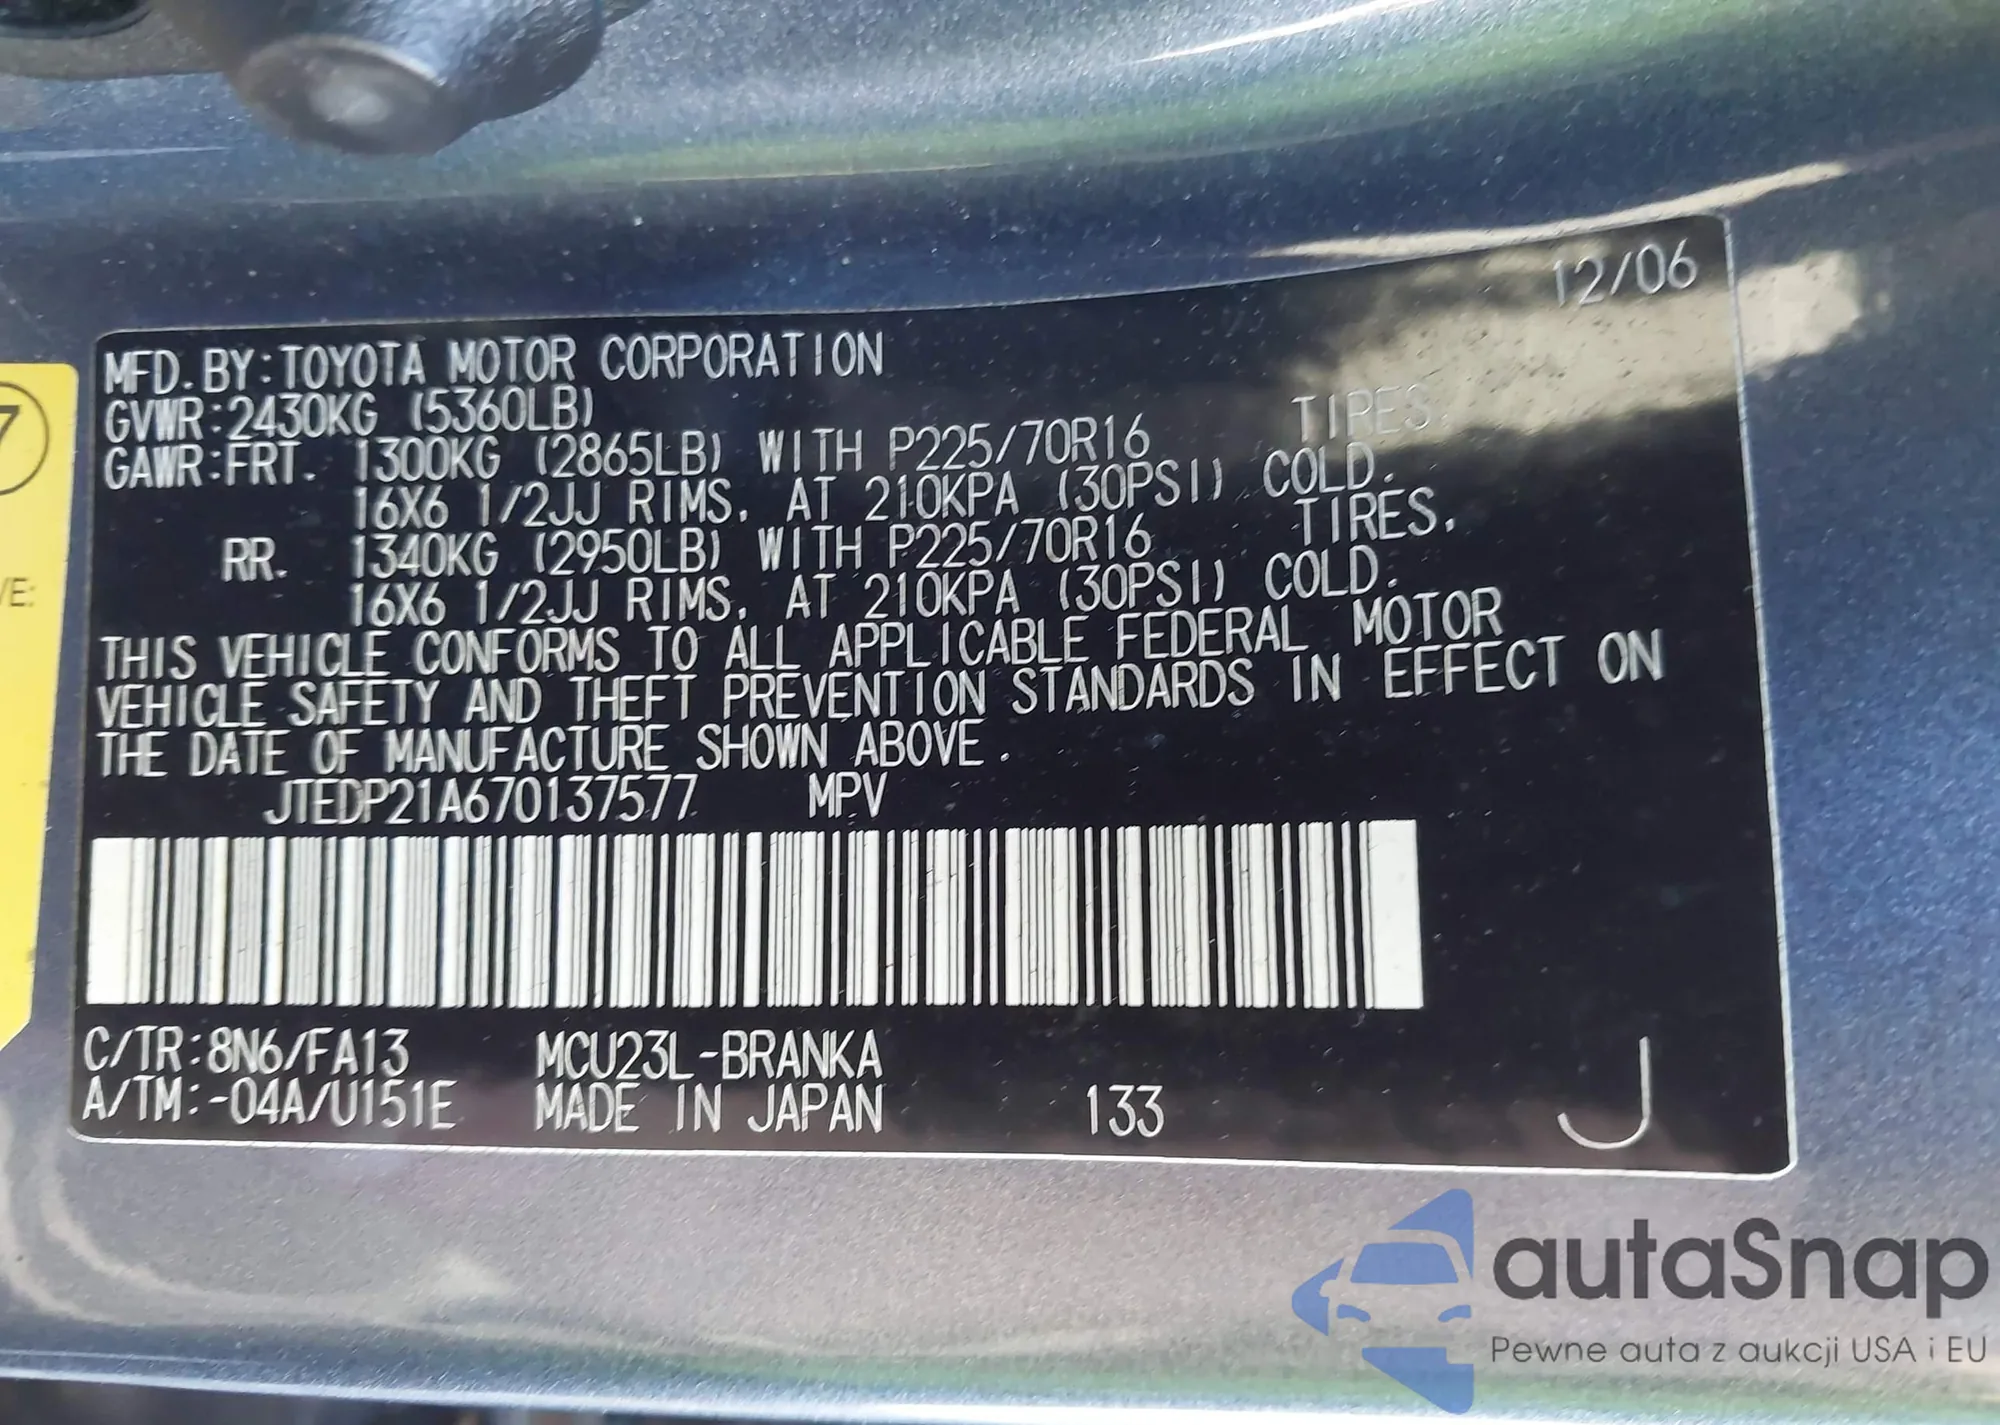 12/06
MFD. BY: TOYOTA MOTOR CORPORATION
GVWR: 2430KG (5360LB)
GAWR: FRT. 1300KG (2865LB) WITH P225/70R16 TIRES,
16X6 1/2JJ RIMS, AT 210KPA (30PSI) COLD.
RR. 1340KG (2950LB) WITH P225/70R16 TIRES,
16X6 1/2JJ RIMS, AT 210KPA (30PSI) COLD.
THIS VEHICLE CONFORMS TO ALL APPLICABLE FEDERAL MOTOR
VEHICLE SAFETY AND THEFT PREVENTION STANDARDS IN EFFECT ON
THE DATE OF MANUFACTURE SHOWN ABOVE.
JTEDP21A670137577 MPV
C/TR: 8N6/FA13 MCU23L-BRANKA
A/TM: -04A/U151E MADE IN JAPAN 133 J
7
/E:
autaSnap
Pewne auta z aukcji USA i EU